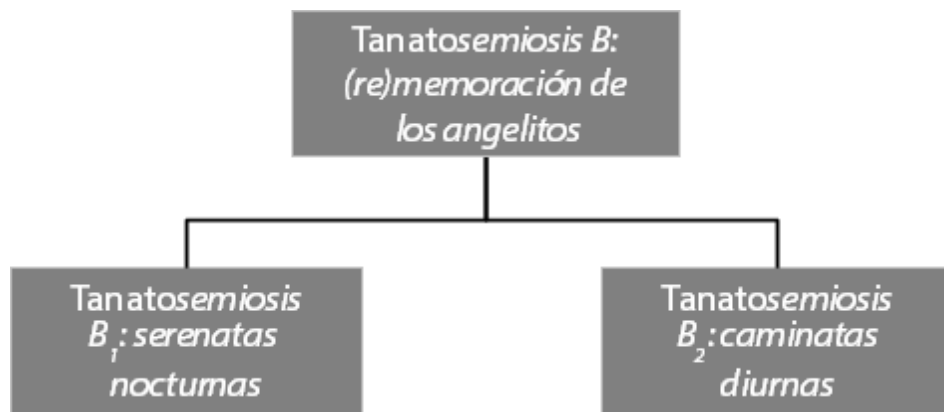 Tanatosemiosis B:
(re)memoración de
los angelitos
Tanatosemiosis
B₁: serenatas
nocturnas
Tanatosemiosis
B₂: caminatas
diurnas